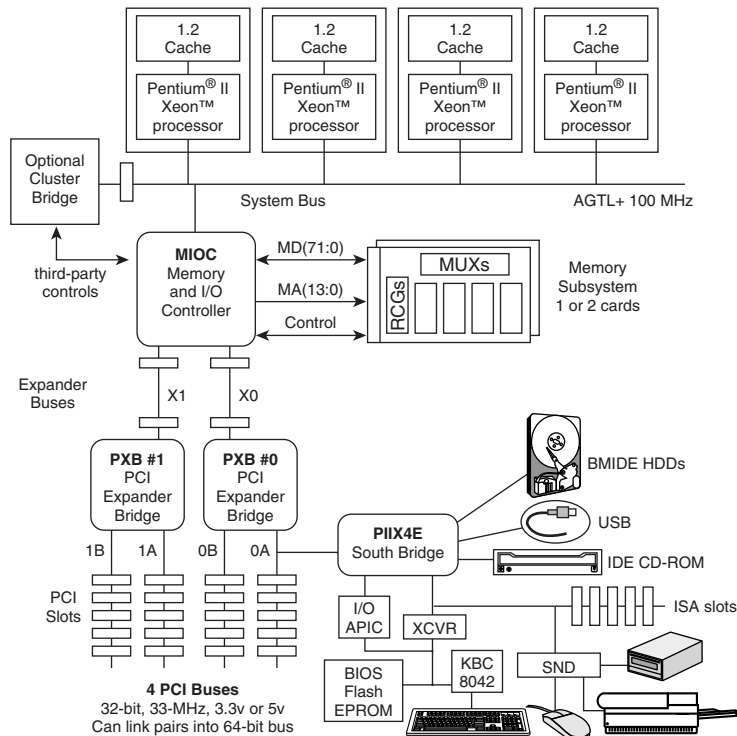 1.2
Cache
Pentium® II
Xeon™
processor
1.2
Cache
Pentium® II
Xeon™
processor
1.2
Cache
Pentium® II
Xeon™
processor
1.2
Cache
Pentium® II
Xeon™
processor
Optional
Cluster
Bridge
System Bus
AGTL+ 100 MHz
third-party
controls
MIOC
Memory
and I/O
Controller
MD(71:0)
MA(13:0)
Control
RCGs
MUXs
Memory
Subsystem
1 or 2 cards
Expander
Buses
X1
X0
PXB #1
PCI
Expander
Bridge
PXB #0
PCI
Expander
Bridge
1B
1A
0B
0A
PCI
Slots
4 PCI Buses
32-bit, 33-MHz, 3.3v or 5v
Can link pairs into 64-bit bus
PIIX4E
South Bridge
BMIDE HDDs
USB
IDE CD-ROM
I/O
APIC
XCVR
ISA slots
BIOS
Flash
EPROM
KBC
8042
SND